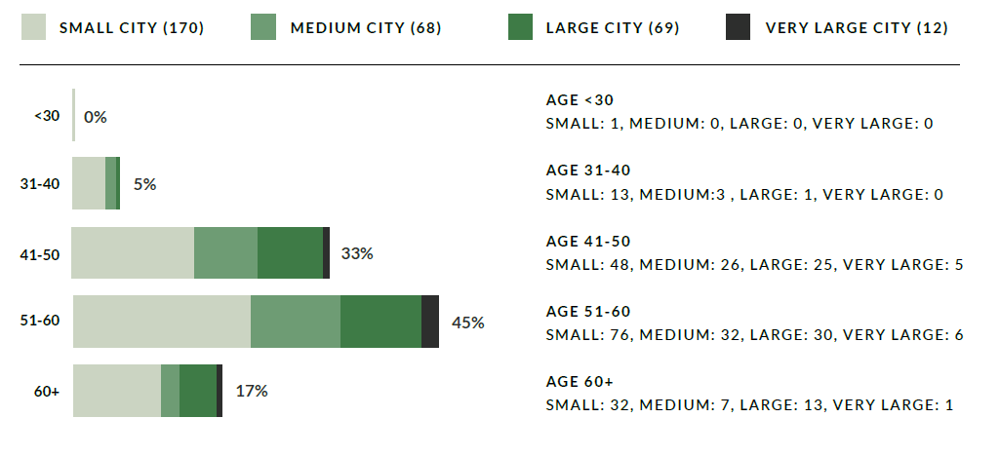 SMALL CITY (170) MEDIUM CITY (68) LARGE CITY (69) VERY LARGE CITY (12)
<30 0%
31-40 5%
41-50 33%
51-60 45%
60+ 17%
AGE <30
SMALL: 1, MEDIUM: 0, LARGE: 0, VERY LARGE: 0
AGE 31-40
SMALL: 13, MEDIUM:3 , LARGE: 1, VERY LARGE: 0
AGE 41-50
SMALL: 48, MEDIUM: 26, LARGE: 25, VERY LARGE: 5
AGE 51-60
SMALL: 76, MEDIUM: 32, LARGE: 30, VERY LARGE: 6
AGE 60+
SMALL: 32, MEDIUM: 7, LARGE: 13, VERY LARGE: 1